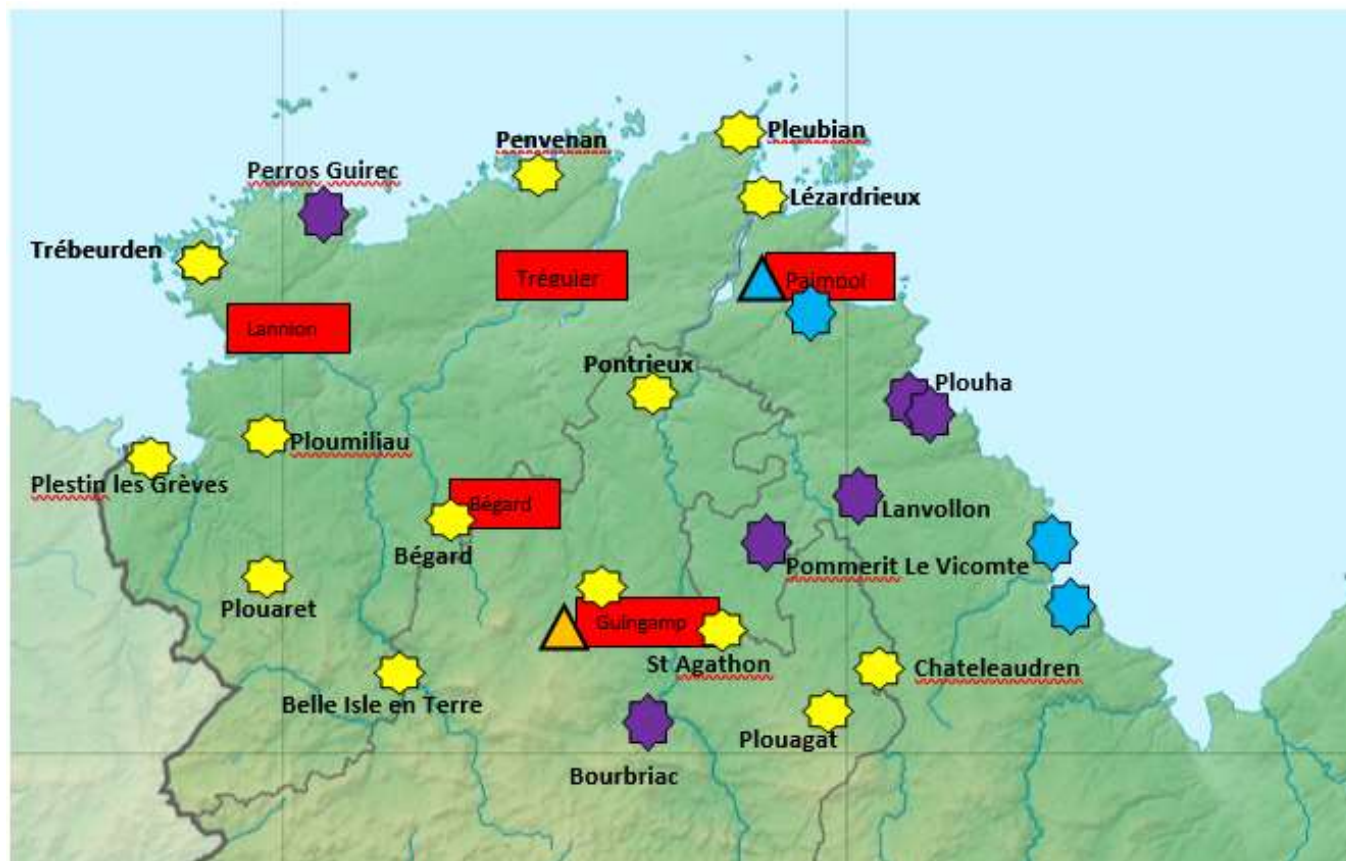 Pleubian
Penvenan
Perros Guirec
Lézardrieux
Trébeurden
Tréguier
Paimpol
Lannion
Pontrieux
Plouha
Ploumiliau
Plestin les Grèves
Bégard
Lanvollon
Bégard
Pommerit Le Vicomte
Plouaret
Guingamp
St Agathon
Chateleaudren
Belle Isle en Terre
Plouagat
Bourbriac